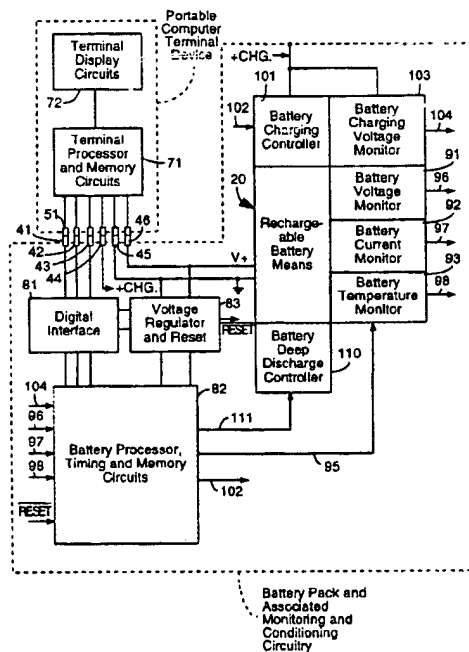 Portable
Computer
Terminal
Device
Terminal
Display
Circuits
72
Terminal
Processor
and Memory
Circuits
71
+CHG.
101
103
102
Battery
Charging
Controller
Battery
Charging
Voltage
Monitor
104
91
Battery
Voltage
Monitor
96
92
20
Recharge-
able
Battery
Means
Battery
Current
Monitor
97
93
Battery
Temperature
Monitor
98
51
41
42
43
44
46
45
V+
+CHG.
81
Digital
Interface
Voltage
Regulator
and Reset
83
RESET
Battery
Deep
Discharge
Controller
110
82
104
96
97
98
RESET
Battery Processor,
Timing and Memory
Circuits
111
95
102
Battery Pack and
Associated
Monitoring and
Conditioning
Circuitry